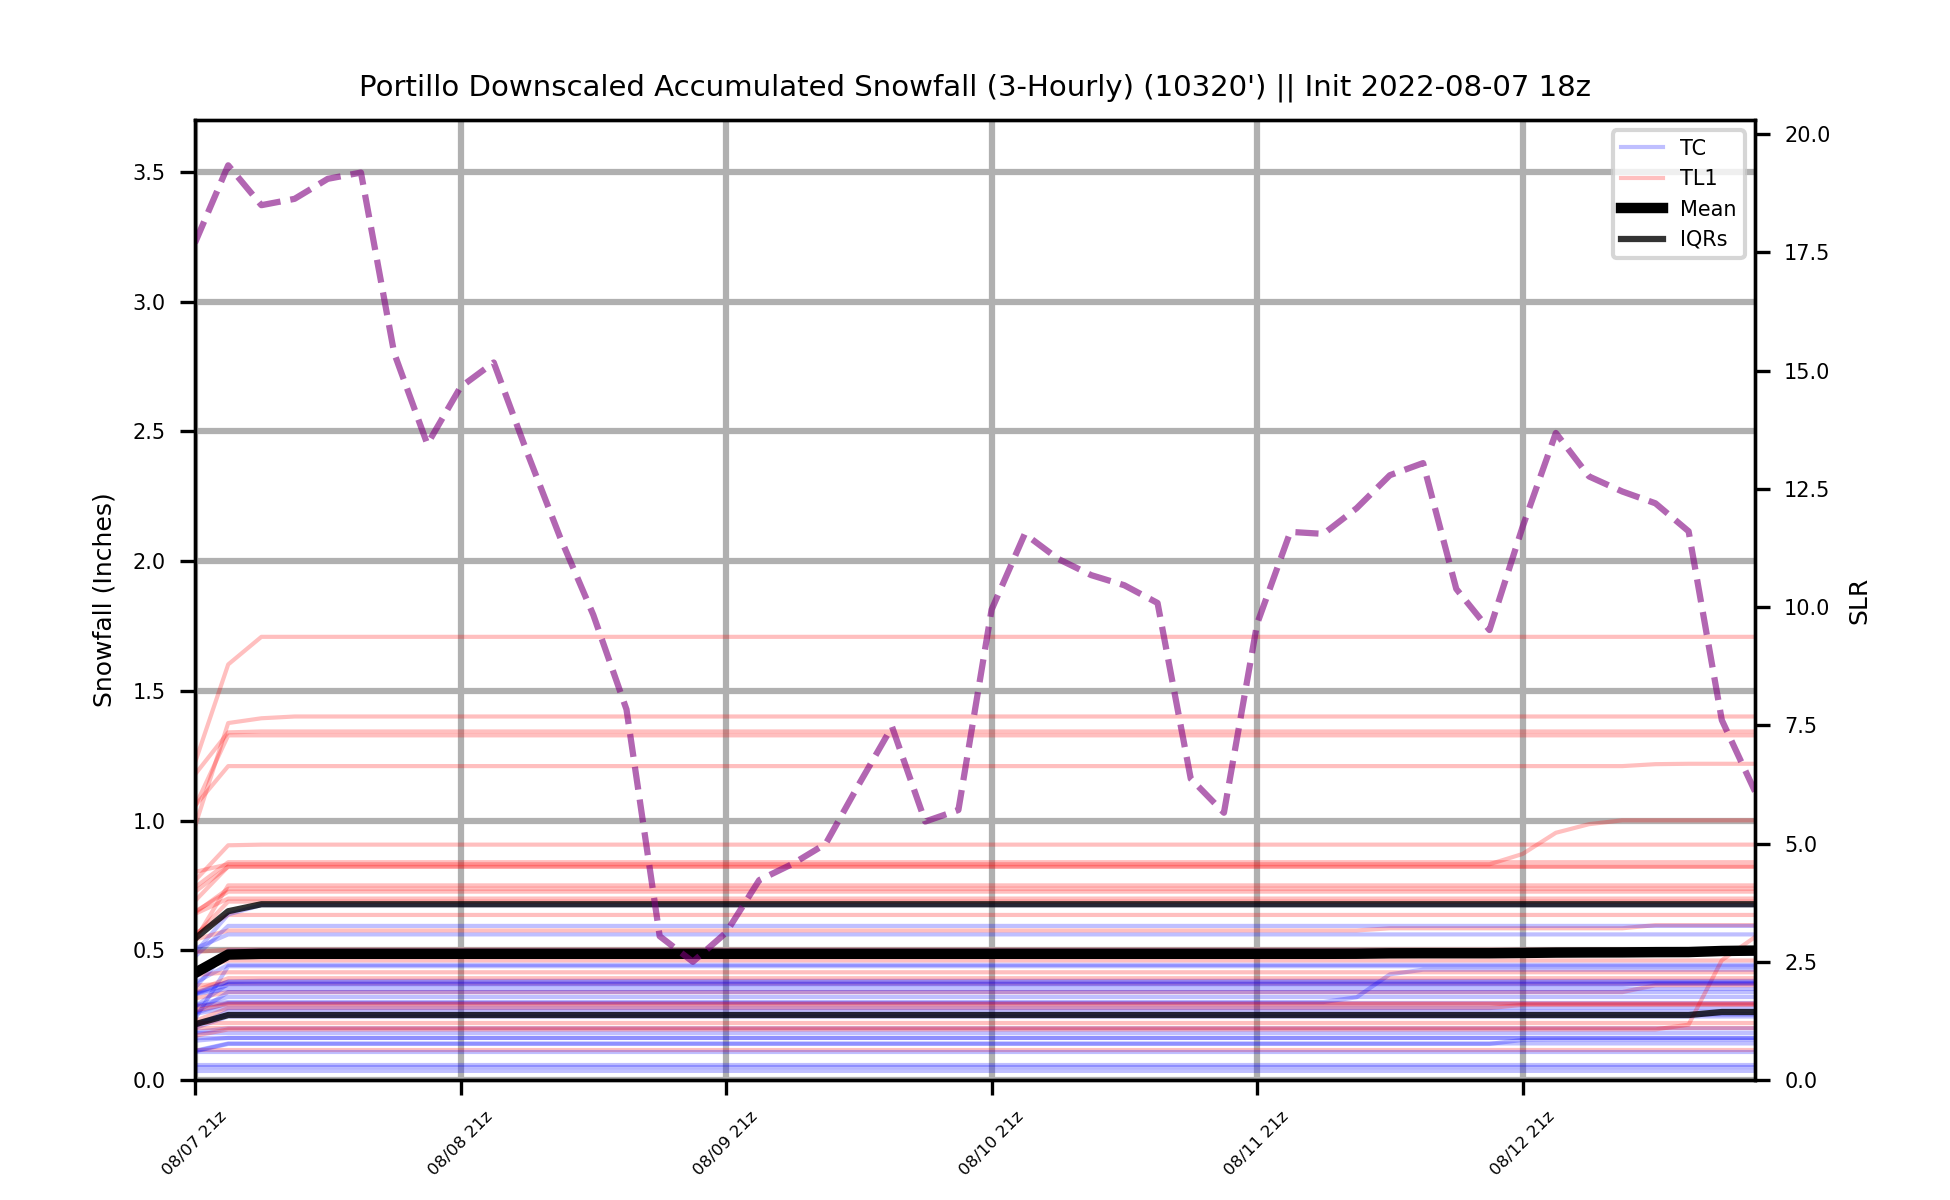 Portillo Downscaled Accumulated Snowfall (3-Hourly) (10320') || Init 2022-08-07 18z
TC
TL1
Mean
IQRs
Snowfall (Inches)
3.5
3.0
2.5
2.0
1.5
1.0
0.5
0.0
20.0
17.5
15.0
12.5
10.0
7.5
5.0
2.5
0.0
SLR
08/07 21z
08/08 21z
08/09 21z
08/10 21z
08/11 21z
08/12 21z